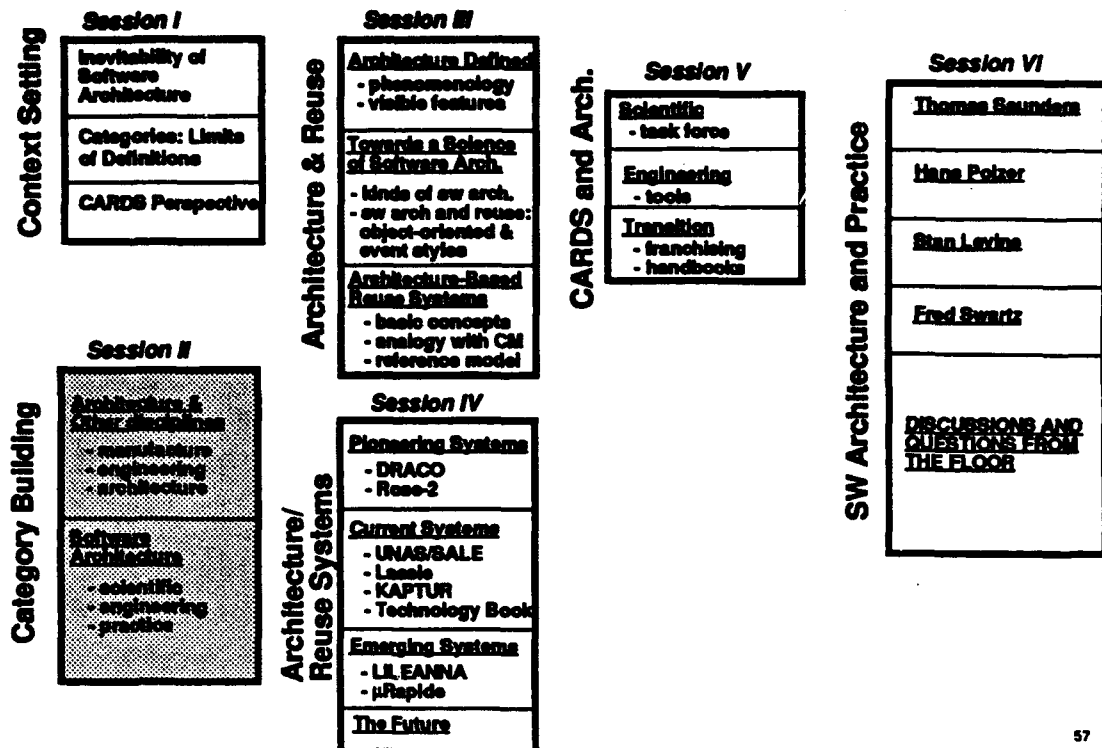 Context Setting
Session I
Inevitability of
Software
Architecture
Categories: Limits
of Definitions
CARDS Perspective
Category Building
Session II
Architecture &
Other disciplines
- manufacture
- engineering
- architecture
Software
Architecture
- scientific
- engineering
- practice
Architecture & Reuse
Session III
Architecture Defined
- phenomenology
- visible features
Towards a Science
of Software Arch.
- kinds of sw arch.
- sw arch and reuse:
object-oriented &
event styles
Architecture-Based
Reuse Systems
- basic concepts
- analogy with CM
- reference model
Architecture/
Reuse Systems
Session IV
Pioneering Systems
- DRACO
- Rose-2
Current Systems
- UNAS/SALE
- Lassie
- KAPTUR
- Technology Book
Emerging Systems
- LILEANNA
- µRapide
The Future
CARDS and Arch.
Session V
Scientific
- task force
Engineering
- tools
Transition
- franchising
- handbooks
SW Architecture and Practice
Session VI
Thomas Saunders
Hans Polzer
Stan Levine
Fred Swartz
DISCUSSIONS AND
QUESTIONS FROM
THE FLOOR
57